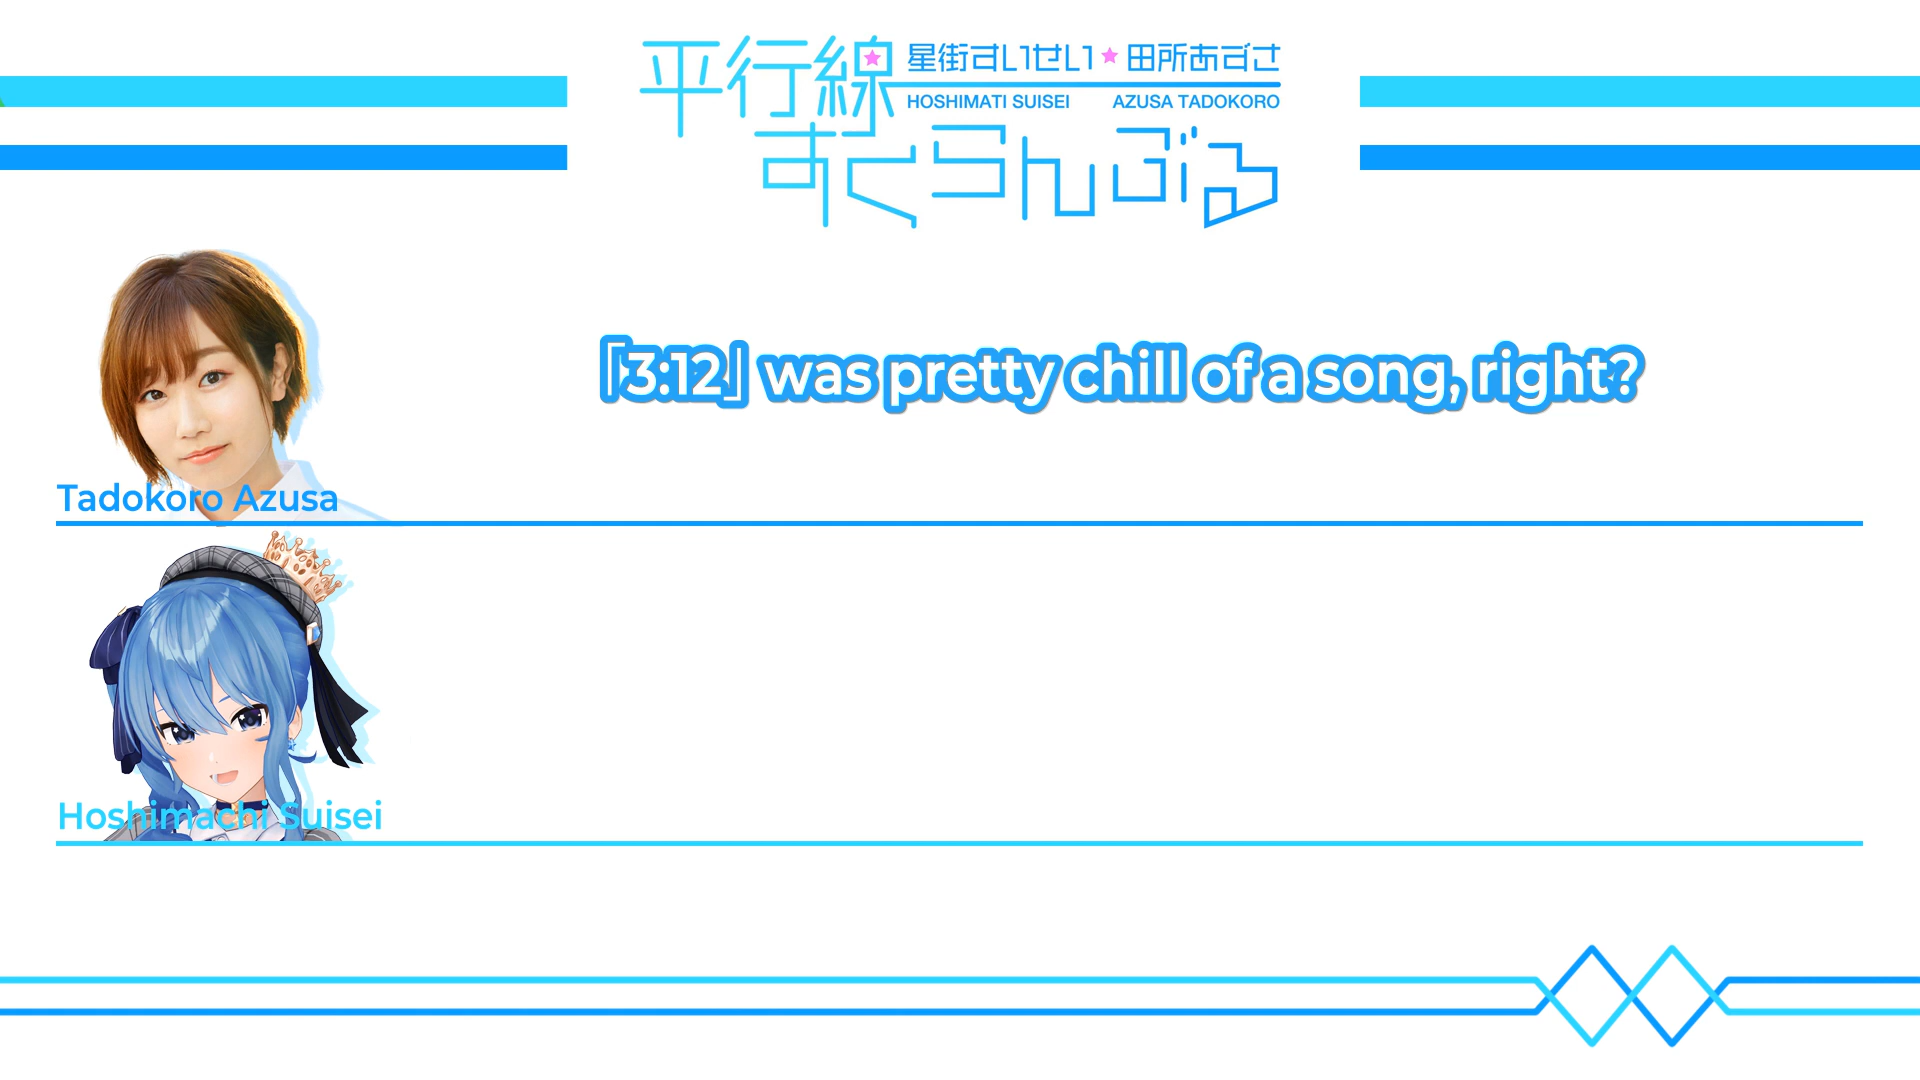 平行線
星街すいせい★田所あずさ
HOSHIMATI SUISEI AZUSA TADOKORO
すくらんぶる
『3:12』 was pretty chill of a song, right?
Tadokoro Azusa
Hoshimachi Suisei